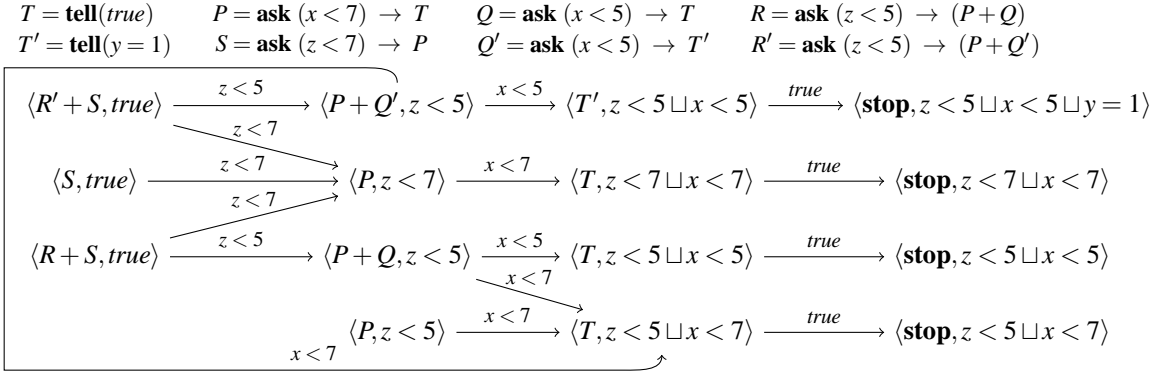 T = tell(true) P = ask (x < 7) → T Q = ask (x < 5) → T R = ask (z < 5) → (P + Q)
T′ = tell(y = 1) S = ask (z < 7) → P Q′ = ask (x < 5) → T′ R′ = ask (z < 5) → (P + Q′)
z < 5 x < 5 true
⟨R′ + S, true⟩ ⟨P + Q′, z < 5⟩ ⟨T′, z < 5 ⊔ x < 5⟩ ⟨stop, z < 5 ⊔ x < 5 ⊔ y = 1⟩
z < 7
z < 7 x < 7 true
⟨S, true⟩ ⟨P, z < 7⟩ ⟨T, z < 7 ⊔ x < 7⟩ ⟨stop, z < 7 ⊔ x < 7⟩
z < 7
z < 5 x < 5 true
⟨R + S, true⟩ ⟨P + Q, z < 5⟩ ⟨T, z < 5 ⊔ x < 5⟩ ⟨stop, z < 5 ⊔ x < 5⟩
x < 7
x < 7 true
⟨P, z < 5⟩ ⟨T, z < 5 ⊔ x < 7⟩ ⟨stop, z < 5 ⊔ x < 7⟩
x < 7